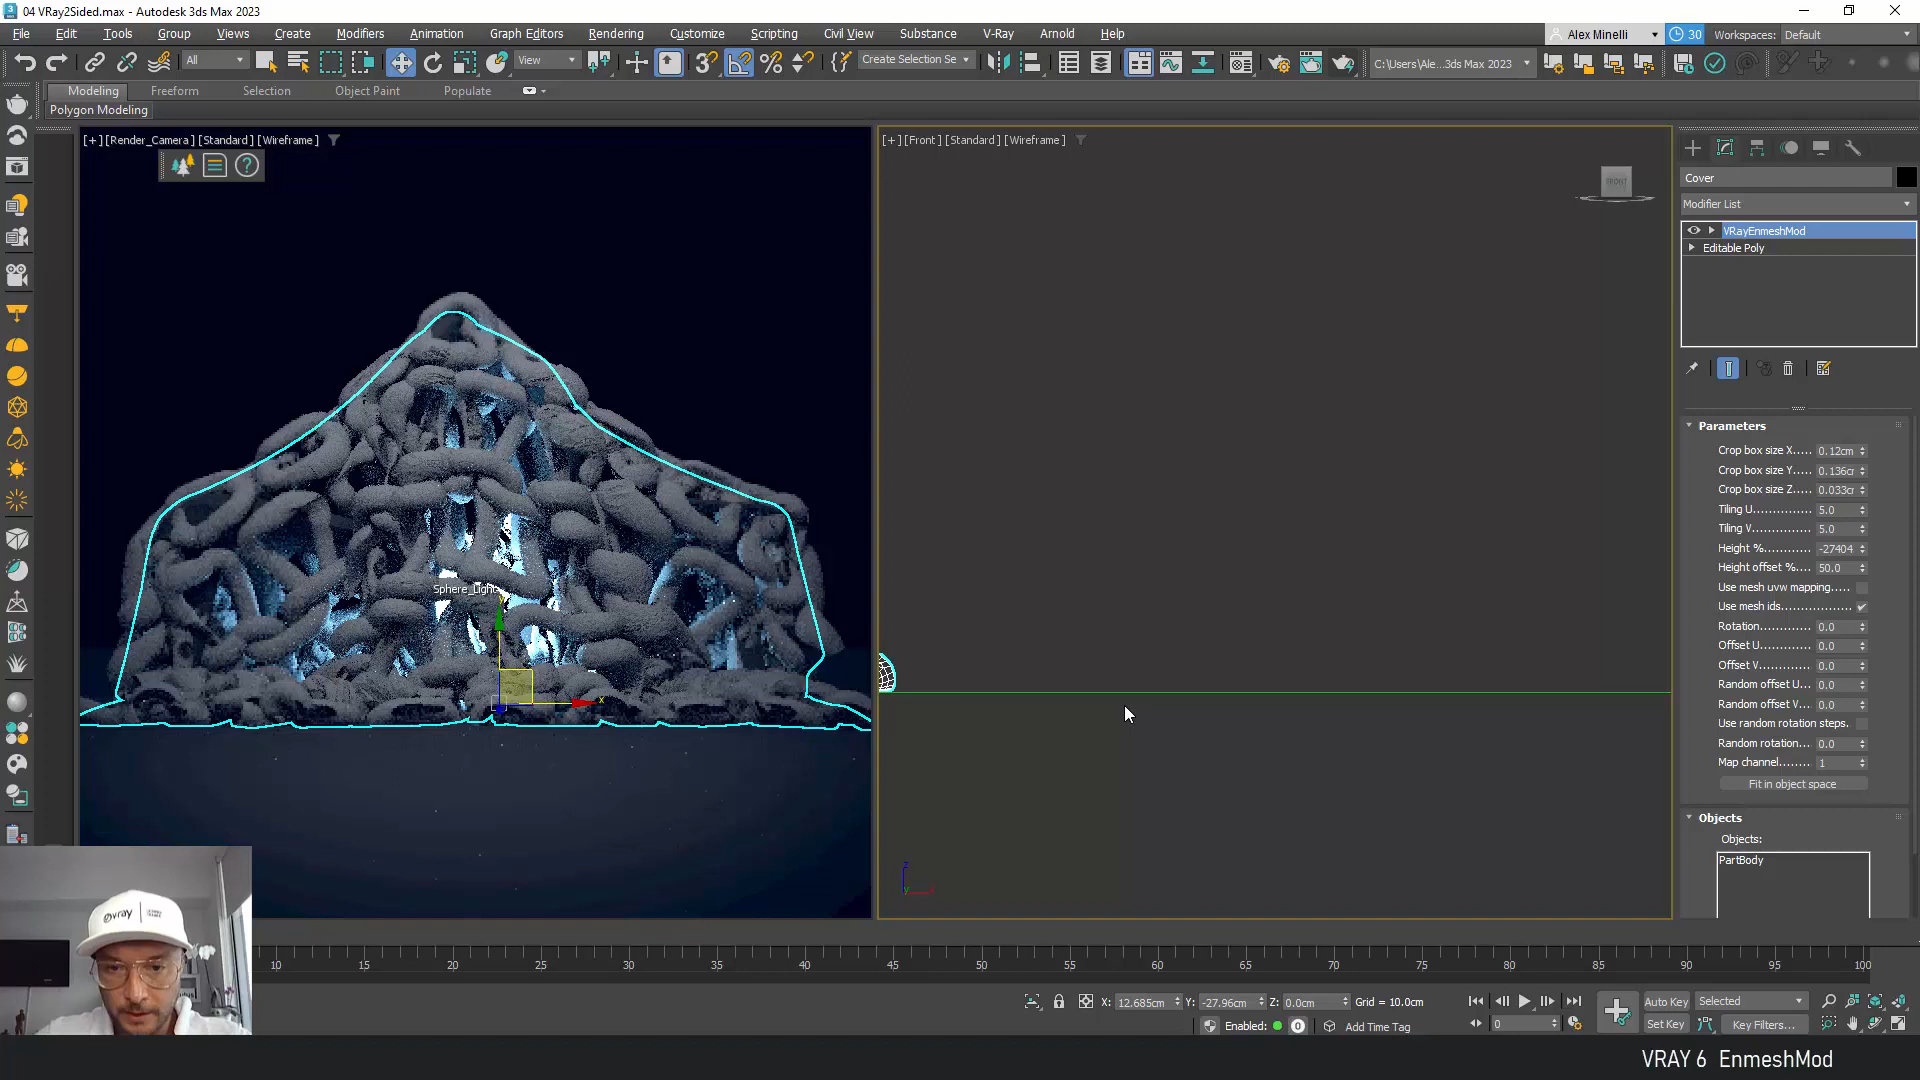 04 VRay2Sided.max - Autodesk 3ds Max 2023
File Edit Tools Group Views Create Modifiers Animation Graph Editors Rendering Customize Scripting Civil View Substance V-Ray Arnold Help
Alex Minelli 30 Workspaces: Default
All View Create Selection Se C:\Users\Ale...3ds Max 2023
Modeling Freeform Selection Object Paint Populate
Polygon Modeling
[+] [Render_Camera] [Standard] [Wireframe]
[+] [Front] [Standard] [Wireframe]
FRONT
Cover
Modifier List
VRayEnmeshMod
Editable Poly
Parameters
Crop box size X..... 0.12cm
Crop box size Y..... 0.136cm
Crop box size Z..... 0.033cr
Tiling U............... 5.0
Tiling V............... 5.0
Height %............ -27404
Height offset %.... 50.0
Use mesh uvw mapping.....
Use mesh ids...................
Rotation............. 0.0
Offset U............. 0.0
Offset V............. 0.0
Random offset U... 0.0
Random offset V... 0.0
Use random rotation steps.
Random rotation... 0.0
Map channel........ 1
Fit in object space
Objects
Objects:
PartBody
Sphere_Light
x
y
z
vray
10 15 20 25 30 35 40 45 50 55 60 65 70 75 80 85 90 95 100
X: 12.685cm Y: -27.96cm Z: 0.0cm Grid = 10.0cm
Auto Key Selected
Enabled: 0 Add Time Tag
0 Set Key Key Filters...
VRAY 6 EnmeshMod